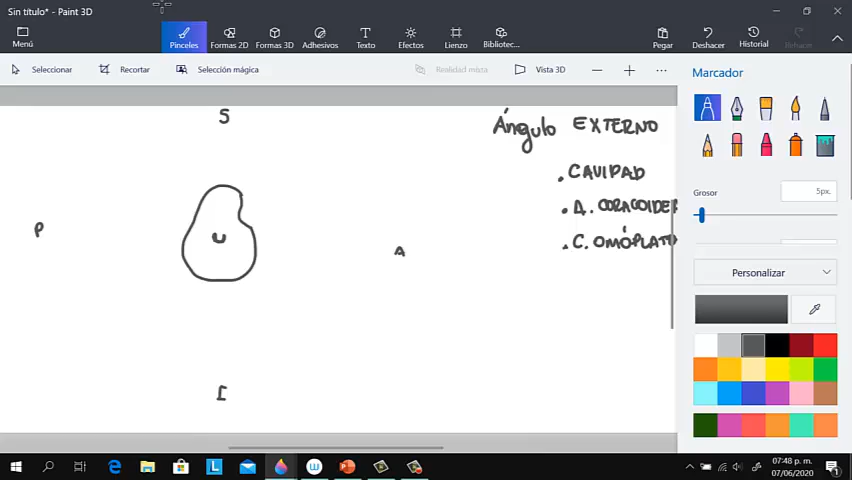 Sin título* - Paint 3D
Menú
Pinceles
Formas 2D
Formas 3D
Adhesivos
Texto
Efectos
Lienzo
Bibliotec...
Pegar
Deshacer
Historial
Rehacer
Seleccionar
Recortar
Selección mágica
Realidad mixta
Vista 3D
Marcador
Grosor
5px.
Personalizar
S
P
A
I
Ángulo EXTERNO
. CAVIDAD
. A. CORACOIDER
. C. OMÓPLATO
07:48 p. m.
07/06/2020